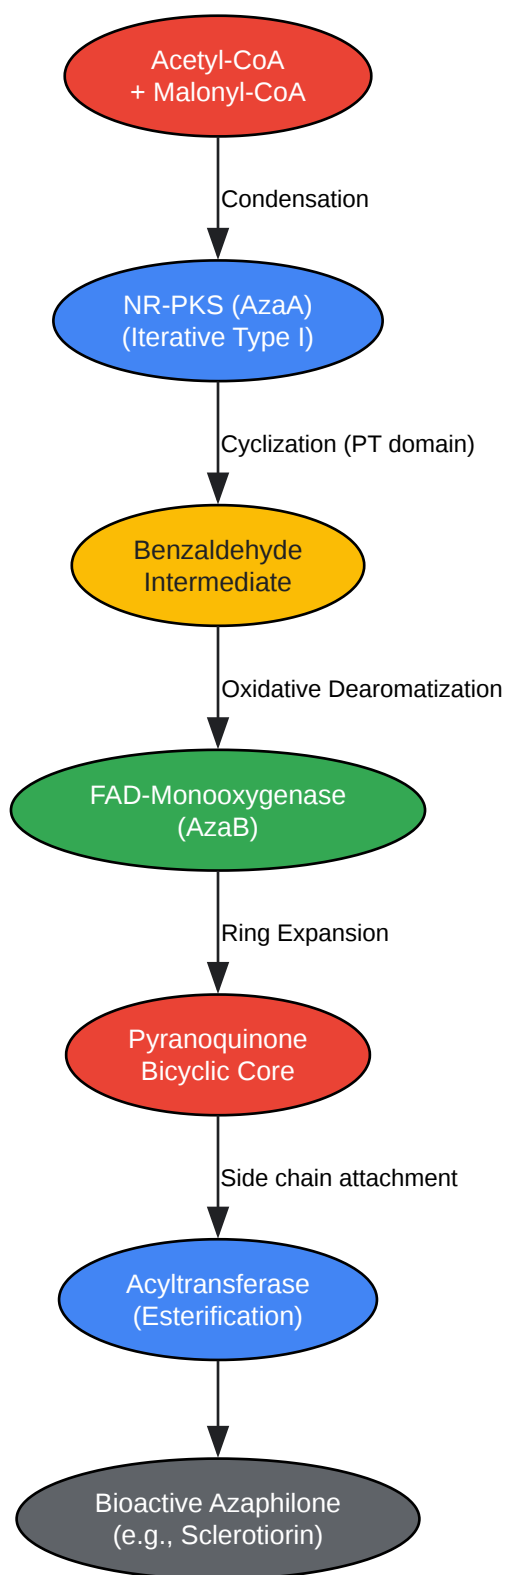 Acetyl-CoA
+ Malonyl-CoA
Condensation
NR-PKS (AzaA)
(Iterative Type I)
Cyclization (PT domain)
Benzaldehyde
Intermediate
Oxidative Dearomatization
FAD-Monooxygenase
(AzaB)
Ring Expansion
Pyranoquinone
Bicyclic Core
Side chain attachment
Acyltransferase
(Esterification)
Bioactive Azaphilone
(e.g., Sclerotiorin)